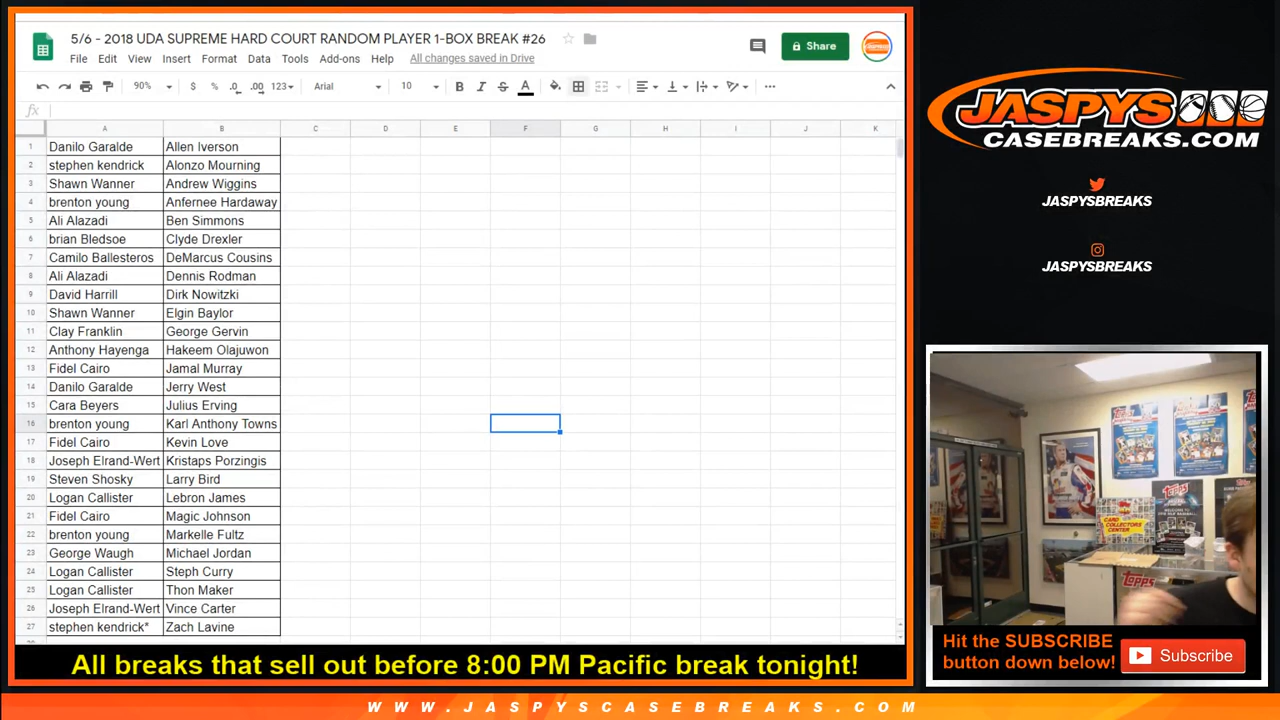 5/6 - 2018 UDA SUPREME HARD COURT RANDOM PLAYER 1-BOX BREAK #26
File Edit View Insert Format Data Tools Add-ons Help All changes saved in Drive
Share
90% $ % .0 .00 123 Arial 10 B I S A
fx
A B C D E F G H I J K
1 Danilo Garalde Allen Iverson
2 stephen kendrick Alonzo Mourning
3 Shawn Wanner Andrew Wiggins
4 brenton young Anfernee Hardaway
5 Ali Alazadi Ben Simmons
6 brian Bledsoe Clyde Drexler
7 Camilo Ballesteros DeMarcus Cousins
8 Ali Alazadi Dennis Rodman
9 David Harrill Dirk Nowitzki
10 Shawn Wanner Elgin Baylor
11 Clay Franklin George Gervin
12 Anthony Hayenga Hakeem Olajuwon
13 Fidel Cairo Jamal Murray
14 Danilo Garalde Jerry West
15 Cara Beyers Julius Erving
16 brenton young Karl Anthony Towns
17 Fidel Cairo Kevin Love
18 Joseph Elrand-Wert Kristaps Porzingis
19 Steven Shosky Larry Bird
20 Logan Callister Lebron James
21 Fidel Cairo Magic Johnson
22 brenton young Markelle Fultz
23 George Waugh Michael Jordan
24 Logan Callister Steph Curry
25 Logan Callister Thon Maker
26 Joseph Elrand-Wert Vince Carter
27 stephen kendrick* Zach Lavine
All breaks that sell out before 8:00 PM Pacific break tonight!
WWW.JASPYSCASEBREAKS.COM
JASPYS
CASEBREAKS.COM
JASPYSBREAKS
JASPYSBREAKS
topps
topps
CARD COLLECTORS CENTER
topps
Hit the SUBSCRIBE
button down below!
Subscribe